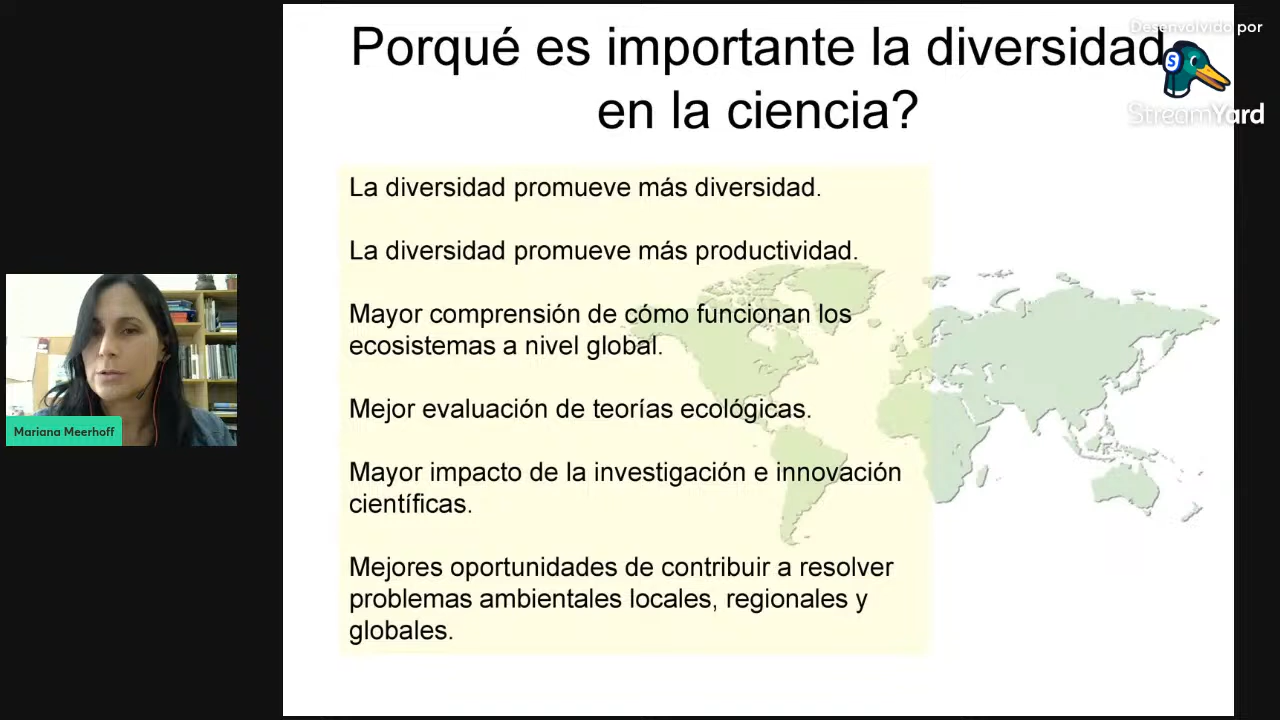 Porqué es importante la diversidad
en la ciencia?
Desenvolvido por
StreamYard
La diversidad promueve más diversidad.
La diversidad promueve más productividad.
Mayor comprensión de cómo funcionan los
ecosistemas a nivel global.
Mejor evaluación de teorías ecológicas.
Mayor impacto de la investigación e innovación
científicas.
Mejores oportunidades de contribuir a resolver
problemas ambientales locales, regionales y
globales.
Mariana Meerhoff